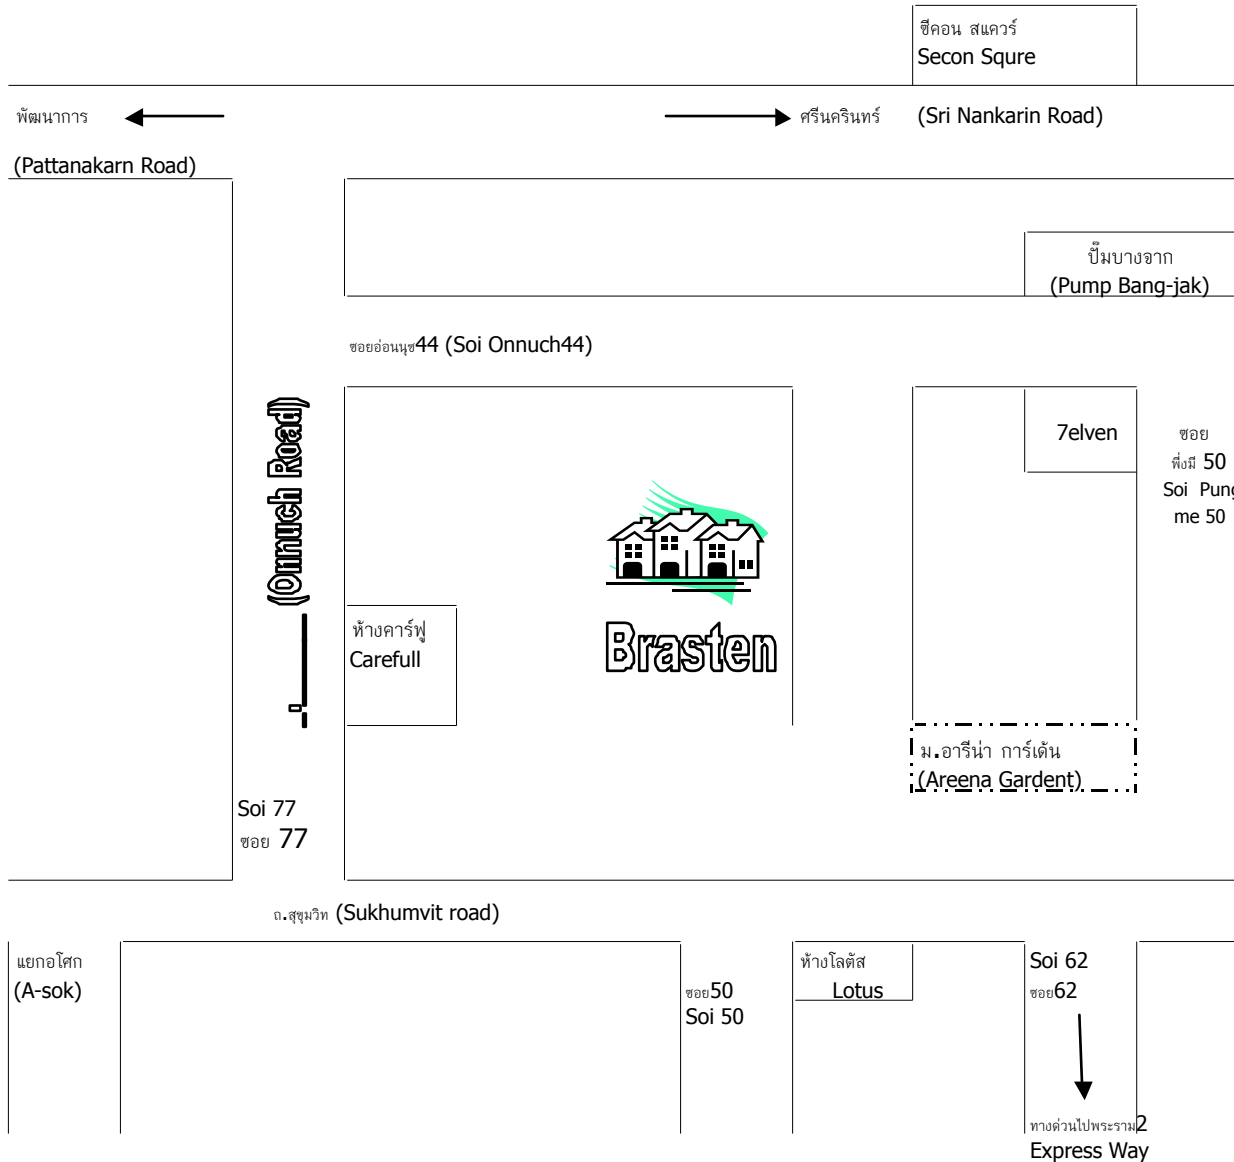 ซีคอน สแควร์
Secon Squre
พัฒนาการ
ศรีนครินทร์ (Sri Nankarin Road)
(Pattanakarn Road)
ปั๊มบางจาก
(Pump Bang-jak)
ซอยอ่อนนุช44 (Soi Onnuch44)
(Onnuch Road)
7elven
ซอย
พึ่งมี 50
Soi Pung
me 50
Brasten
ห้างคาร์ฟู
Carefull
ม.อารีน่า การ์เด้น
(Areena Gardent)
Soi 77
ซอย 77
ถ.สุขุมวิท (Sukhumvit road)
แยกอโศก
(A-sok)
ซอย50
Soi 50
ห้างโลตัส
Lotus
Soi 62
ซอย62
ทางด่วนไปพระราม2
Express Way